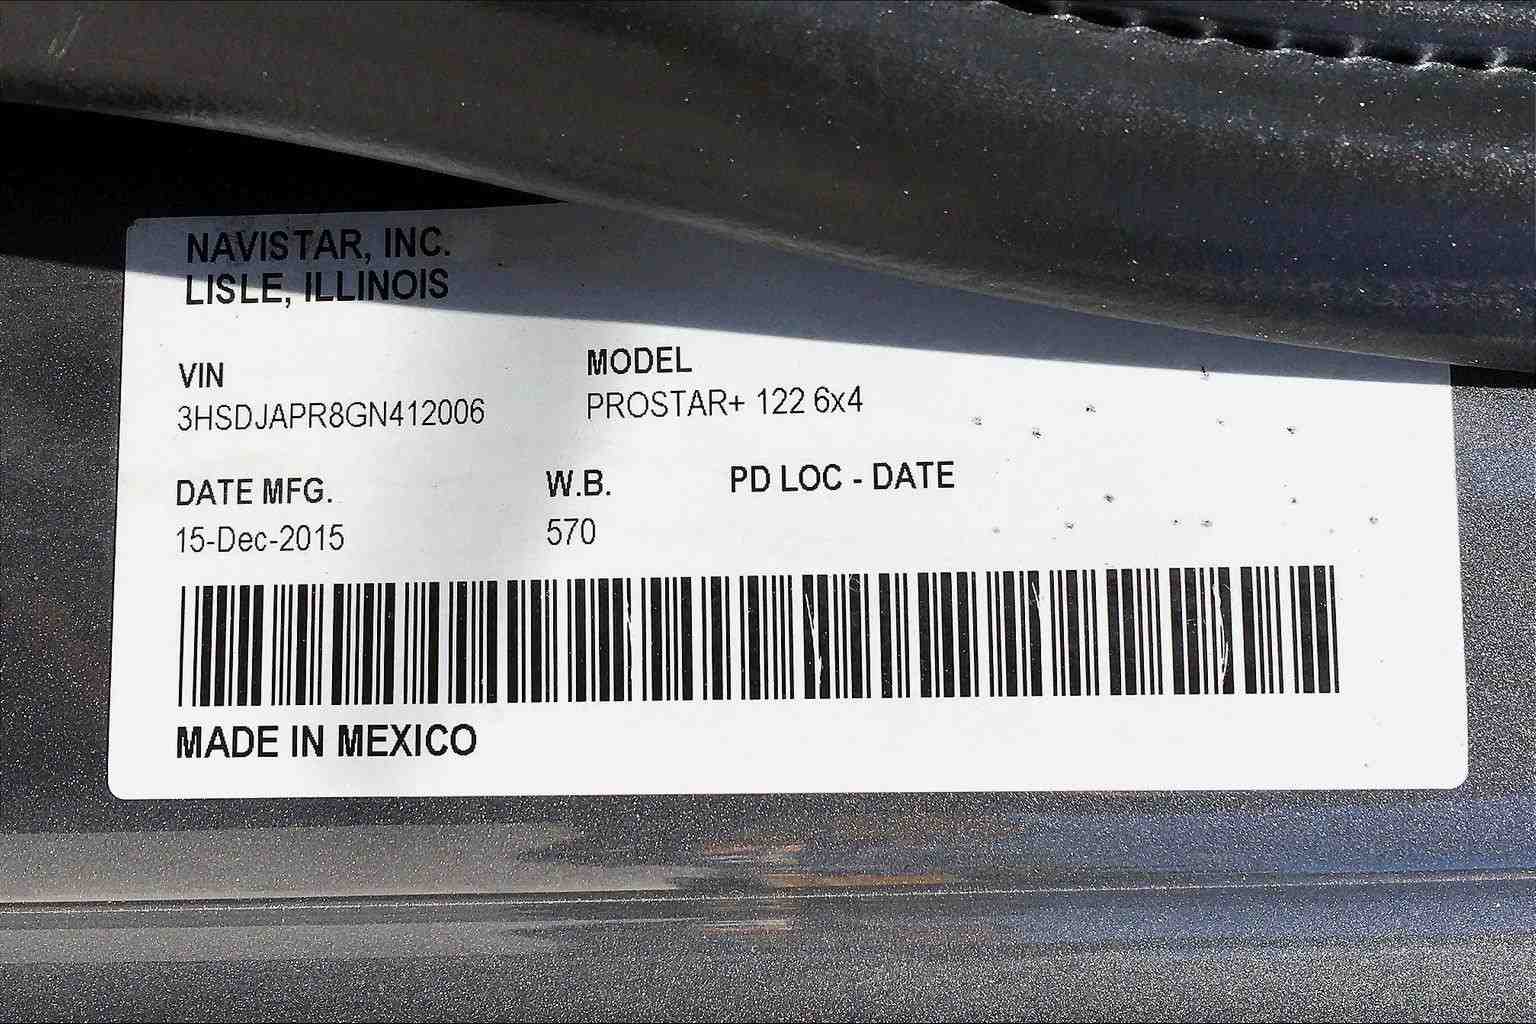 NAVISTAR, INC.
LISLE, ILLINOIS
VIN
3HSDJAPR8GN412006
MODEL
PROSTAR+ 122 6x4
DATE MFG.
15-Dec-2015
W.B.
570
PD LOC - DATE
MADE IN MEXICO